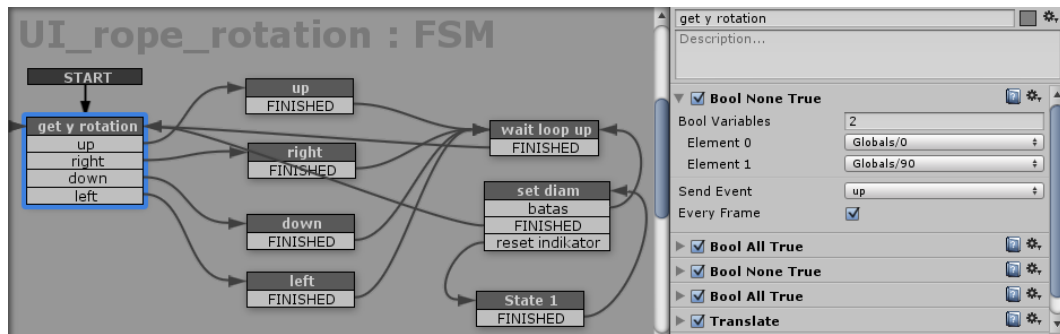 UI_rope_rotation : FSM
START
get y rotation
up
right
down
left
up
FINISHED
right
FINISHED
down
FINISHED
left
FINISHED
wait loop up
FINISHED
set diam
batas
FINISHED
reset indikator
State 1
FINISHED
get y rotation
Description...
Bool None True
Bool Variables 2
Element 0 Globals/0
Element 1 Globals/90
Send Event up
Every Frame
Bool All True
Bool None True
Bool All True
Translate